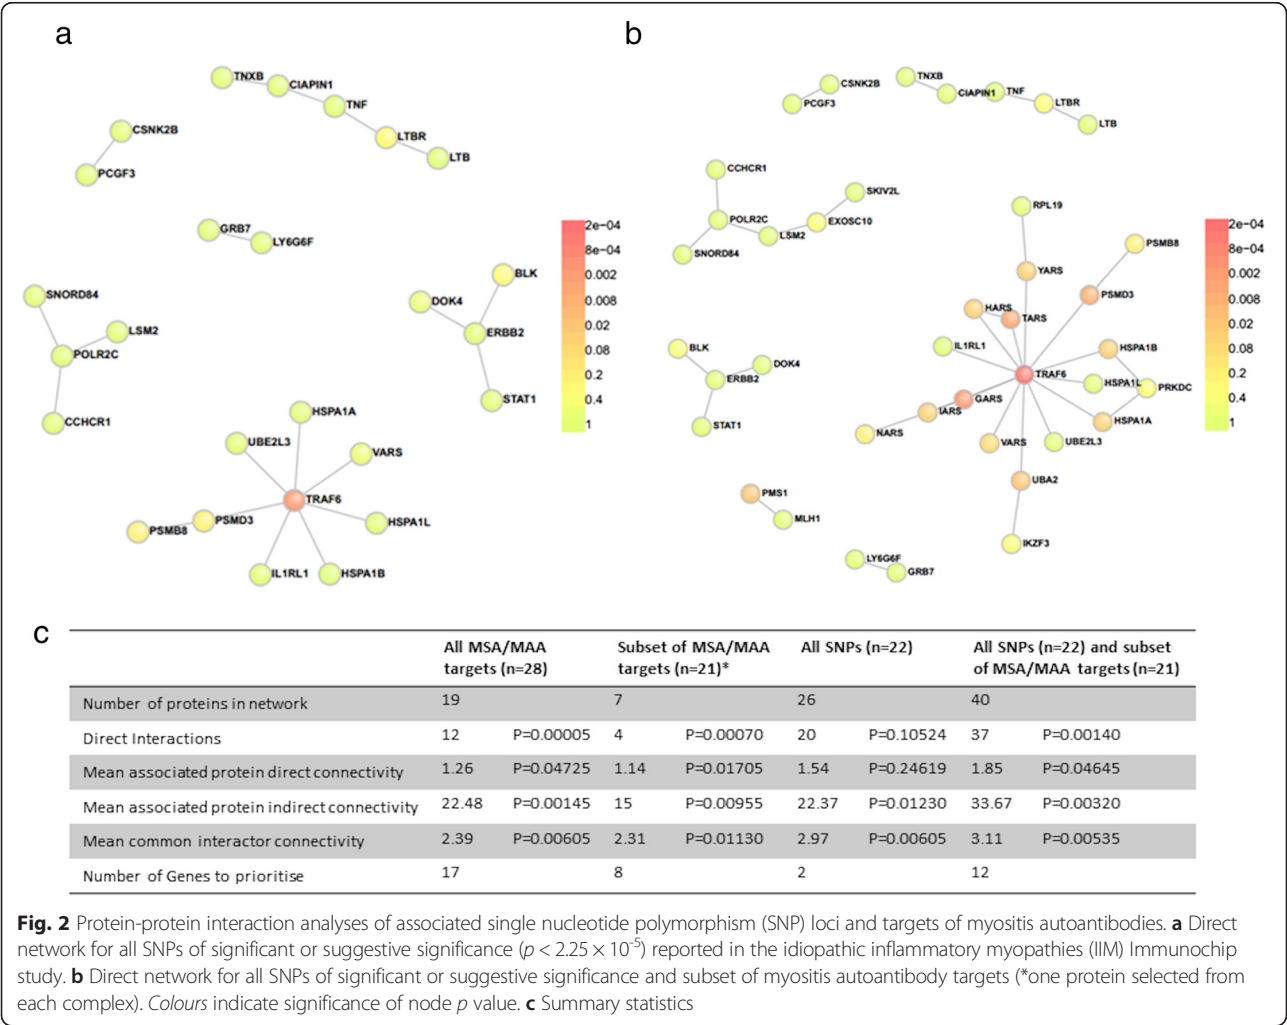 a
TNXB
CIAPIN1
TNF
CSNK2B
LTBR
LTB
PCGF3
GRB7
LY6G6F
2e−04
8e−04
0.002
0.008
0.02
0.08
0.2
0.4
1
BLK
SNORD84
DOK4
LSM2
ERBB2
POLR2C
STAT1
HSPA1A
CCHCR1
UBE2L3
VARS
TRAF6
PSMD3
HSPA1L
PSMB8
IL1RL1
HSPA1B
b
CSNK2B
TNXB
CIAPIN1
TNF
PCGF3
LTBR
LTB
CCHCR1
SKIV2L
POLR2C
EXOSC10
LSM2
SNORD84
RPL19
PSMB8
YARS
PSMD3
HARS
TARS
IL1RL1
HSPA1B
BLK
DOK4
ERBB2
TRAF6
HSPA1L
PRKDC
GARS
IARS
HSPA1A
STAT1
NARS
VARS
UBE2L3
UBA2
PMS1
MLH1
IKZF3
LY6G6F
GRB7
2e−04
8e−04
0.002
0.008
0.02
0.08
0.2
0.4
1
c
All MSA/MAA targets (n=28) Subset of MSA/MAA targets (n=21)* All SNPs (n=22) All SNPs (n=22) and subset of MSA/MAA targets (n=21)
Number of proteins in network 19 7 26 40
Direct Interactions 12 P=0.00005 4 P=0.00070 20 P=0.10524 37 P=0.00140
Mean associated protein direct connectivity 1.26 P=0.04725 1.14 P=0.01705 1.54 P=0.24619 1.85 P=0.04645
Mean associated protein indirect connectivity 22.48 P=0.00145 15 P=0.00955 22.37 P=0.01230 33.67 P=0.00320
Mean common interactor connectivity 2.39 P=0.00605 2.31 P=0.01130 2.97 P=0.00605 3.11 P=0.00535
Number of Genes to prioritise 17 8 2 12
Fig. 2 Protein-protein interaction analyses of associated single nucleotide polymorphism (SNP) loci and targets of myositis autoantibodies. a Direct
network for all SNPs of significant or suggestive significance (p < 2.25 × 10⁻⁵) reported in the idiopathic inflammatory myopathies (IIM) Immunochip
study. b Direct network for all SNPs of significant or suggestive significance and subset of myositis autoantibody targets (*one protein selected from
each complex). Colours indicate significance of node p value. c Summary statistics